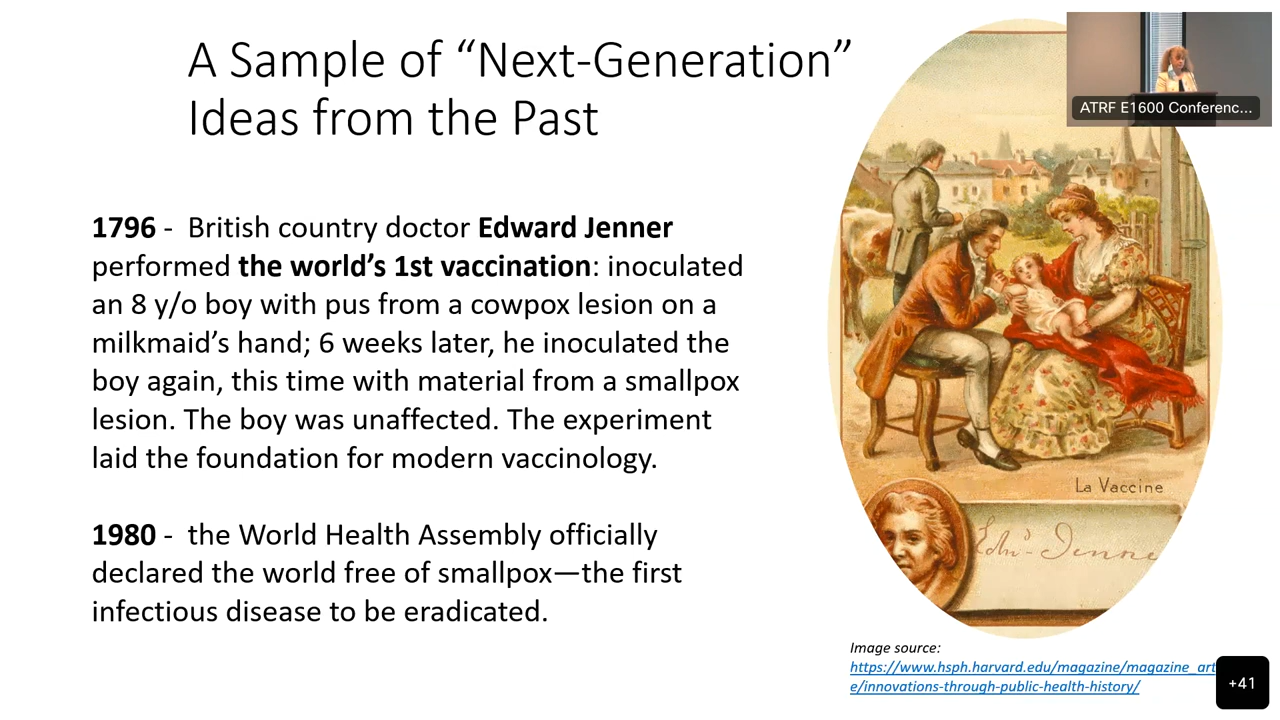 A Sample of “Next-Generation”
Ideas from the Past
ATRF E1600 Conferenc...
1796 - British country doctor Edward Jenner
performed the world’s 1st vaccination: inoculated
an 8 y/o boy with pus from a cowpox lesion on a
milkmaid’s hand; 6 weeks later, he inoculated the
boy again, this time with material from a smallpox
lesion. The boy was unaffected. The experiment
laid the foundation for modern vaccinology.
1980 - the World Health Assembly officially
declared the world free of smallpox—the first
infectious disease to be eradicated.
La Vaccine
Edwd Jenne
Image source:
https://www.hsph.harvard.edu/magazine/magazine_art
e/innovations-through-public-health-history/
+41